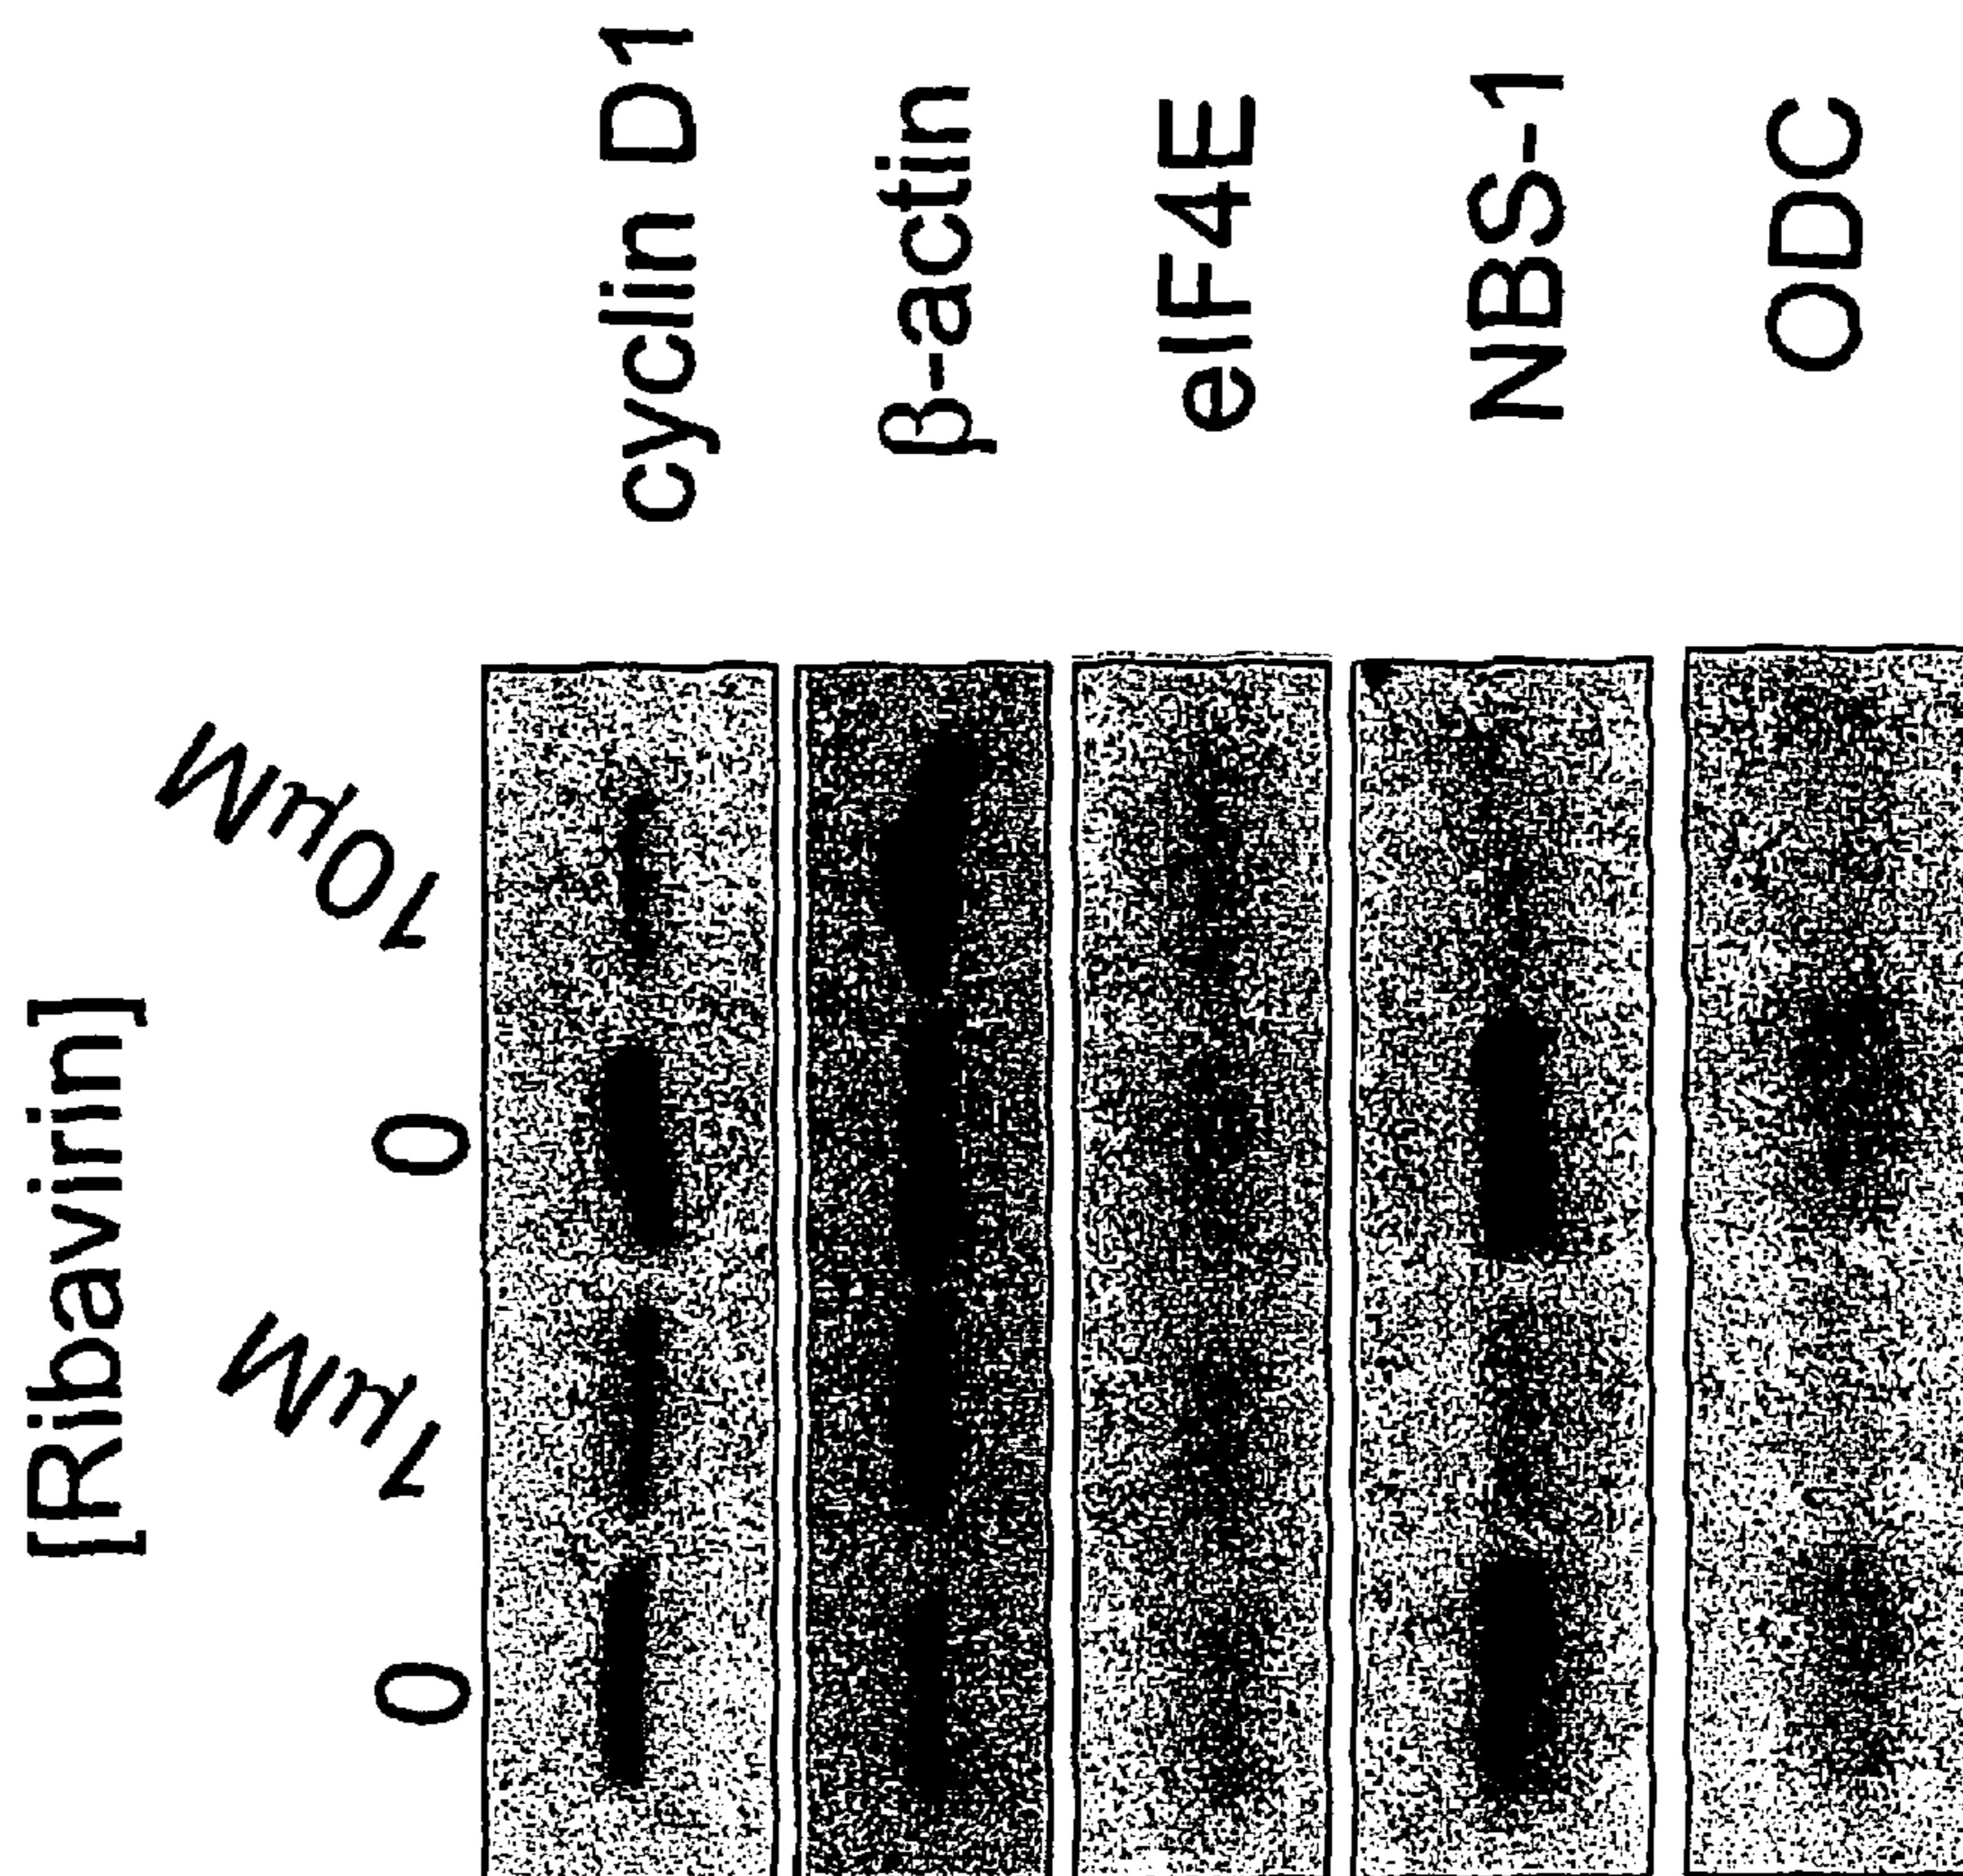 [Ribavirin]
0
1µM
0
10µM
cyclin D1
β-actin
eIF4E
NBS-1
ODC